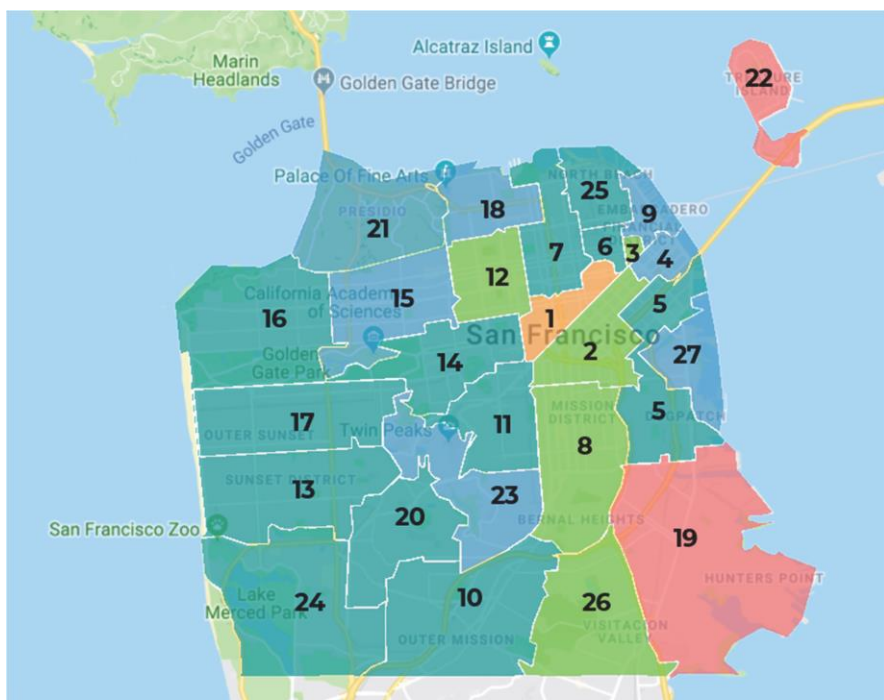 Marin
Headlands
Alcatraz Island
Golden Gate Bridge
Golden Gate
22
TREASURE
ISLAND
Palace Of Fine Arts
NORTH BEACH
25
18
PRESIDIO
21
9
EMBARCADERO
FINANCIAL
DISTRICT
7
6
3
4
12
California Academy
of Sciences
15
16
5
1
San Francisco
2
27
Golden
Gate Park
14
17
OUTER SUNSET
Twin Peaks
11
MISSION
DISTRICT
8
5
DOGPATCH
13
SUNSET DISTRICT
23
20
BERNAL HEIGHTS
San Francisco Zoo
19
HUNTERS POINT
Lake
Merced Park
24
10
OUTER MISSION
26
VISITACION
VALLEY